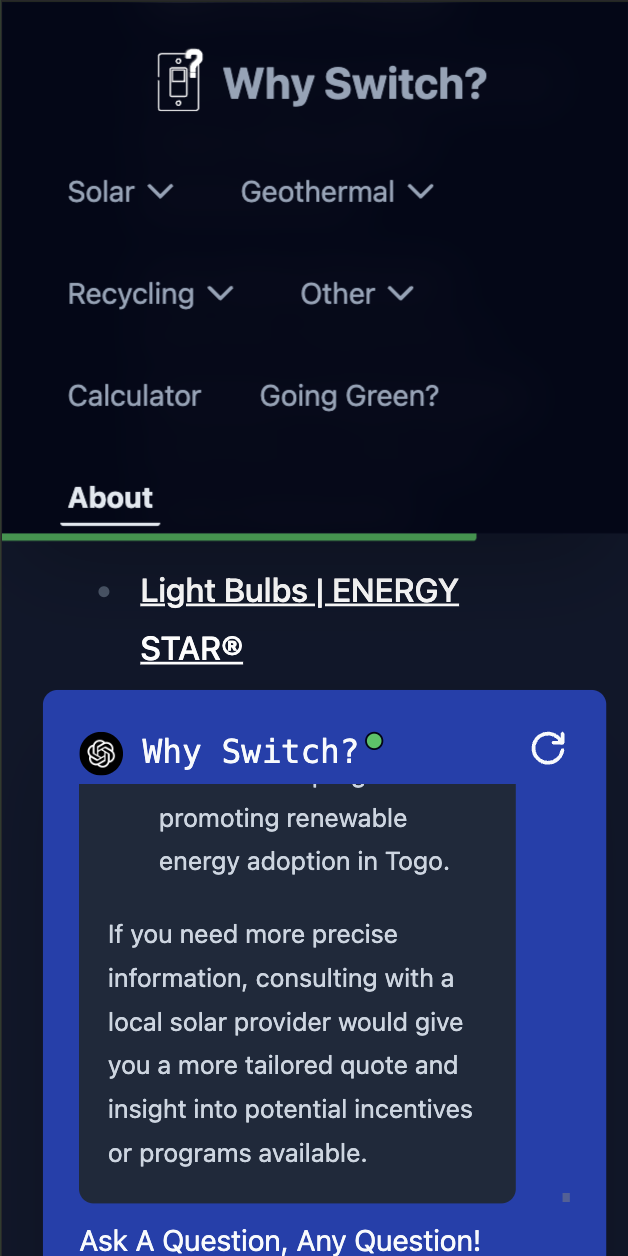 Why Switch?
Solar
Geothermal
Recycling
Other
Calculator
Going Green?
About
Light Bulbs | ENERGY
STAR®
Why Switch?
promoting renewable
energy adoption in Togo.
If you need more precise
information, consulting with a
local solar provider would give
you a more tailored quote and
insight into potential incentives
or programs available.
Ask A Question, Any Question!